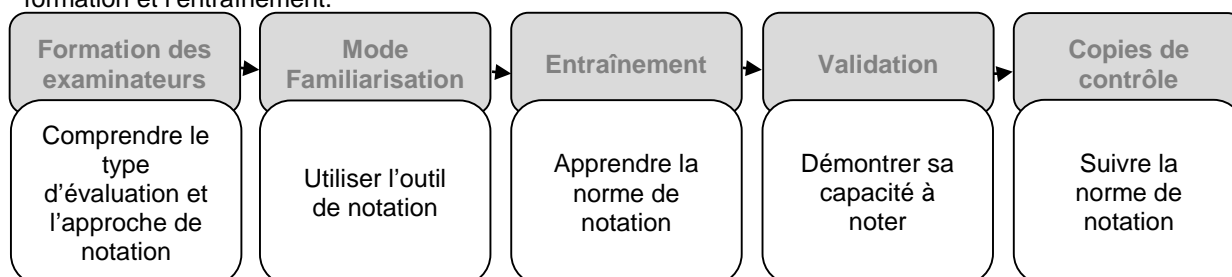 formation et l'entraînement.
Formation des
examinateurs
Comprendre le
type
d'évaluation et
l'approche de
notation
Mode
Familiarisation
Utiliser l'outil
de notation
Entraînement
Apprendre la
norme de
notation
Validation
Démontrer sa
capacité à
noter
Copies de
contrôle
Suivre la
norme de
notation